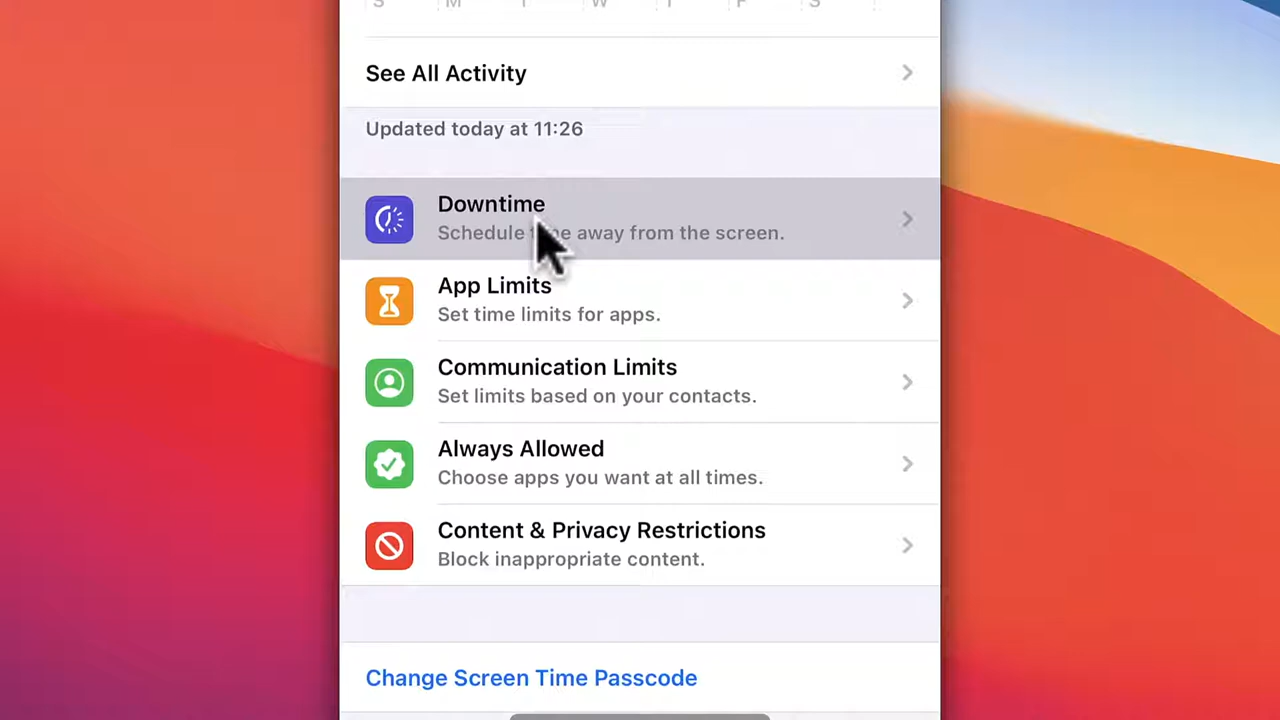 S M T W T F S
See All Activity
Updated today at 11:26
Downtime
Schedule time away from the screen.
App Limits
Set time limits for apps.
Communication Limits
Set limits based on your contacts.
Always Allowed
Choose apps you want at all times.
Content & Privacy Restrictions
Block inappropriate content.
Change Screen Time Passcode